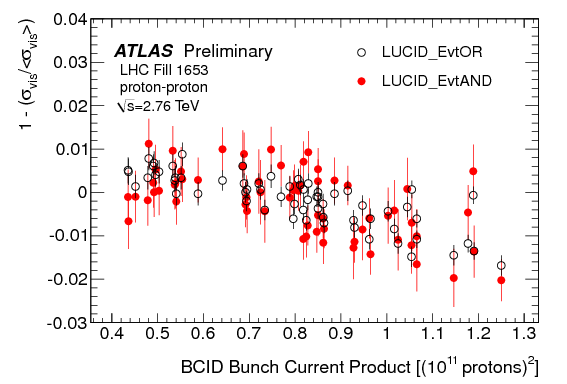 0.04
0.03
0.02
0.01
0
-0.01
-0.02
-0.03
1 - (σvis/<σvis>)
ATLAS Preliminary
LHC Fill 1653
proton-proton
√s=2.76 TeV
LUCID_EvtOR
LUCID_EvtAND
0.4 0.5 0.6 0.7 0.8 0.9 1 1.1 1.2 1.3
BCID Bunch Current Product [(10¹¹ protons)²]